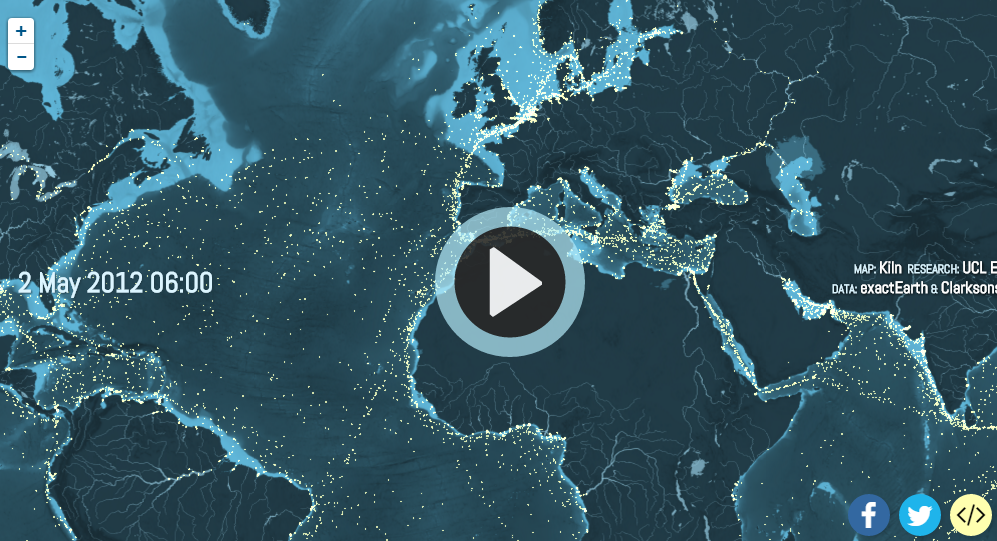 +
−
2 May 2012 06:00
MAP: Kiln RESEARCH: UCL E
DATA: exactEarth & Clarksons
f
</>